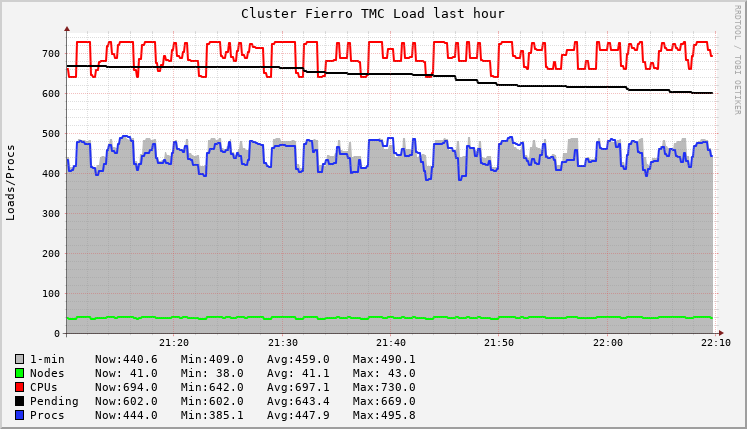 Cluster Fierro TMC Load last hour
RRDTOOL / TOBI OETIKER
Loads/Procs
700
600
500
400
300
200
100
0
21:20 21:30 21:40 21:50 22:00 22:10
1-min Now:440.6 Min:409.0 Avg:459.0 Max:490.1
Nodes Now: 41.0 Min: 38.0 Avg: 41.1 Max: 43.0
CPUs Now:694.0 Min:642.0 Avg:697.1 Max:730.0
Pending Now:602.0 Min:602.0 Avg:643.4 Max:669.0
Procs Now:444.0 Min:385.1 Avg:447.9 Max:495.8